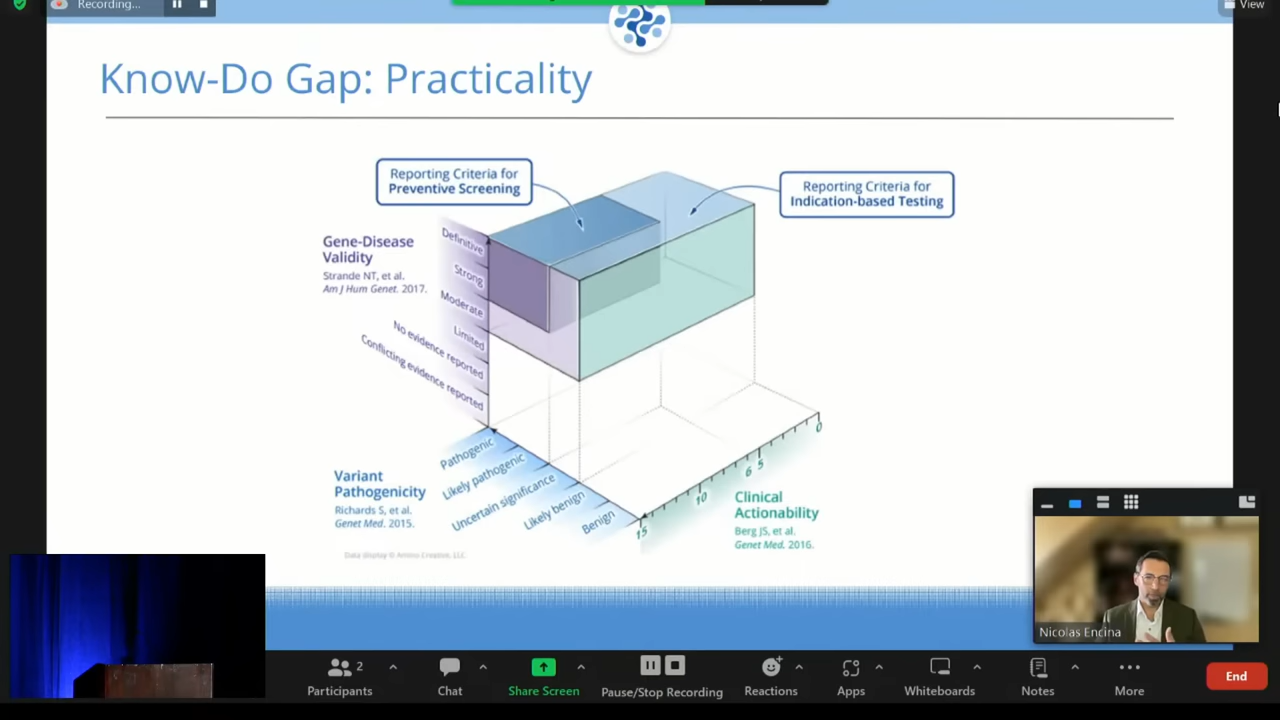 Recording...
View
Know-Do Gap: Practicality
Reporting Criteria for
Preventive Screening
Reporting Criteria for
Indication-based Testing
Gene-Disease
Validity
Strande NT, et al.
Am J Hum Genet. 2017.
Definitive
Strong
Moderate
Limited
No evidence reported
Conflicting evidence reported
Variant
Pathogenicity
Richards S, et al.
Genet Med. 2015.
Pathogenic
Likely pathogenic
Uncertain significance
Likely benign
Benign
15
10
6
5
0
Clinical
Actionability
Berg JS, et al.
Genet Med. 2016.
Data display © Creative, LLC.
Nicolas Encina
2
Participants
Chat
Share Screen
Pause/Stop Recording
Reactions
Apps
Whiteboards
Notes
More
End